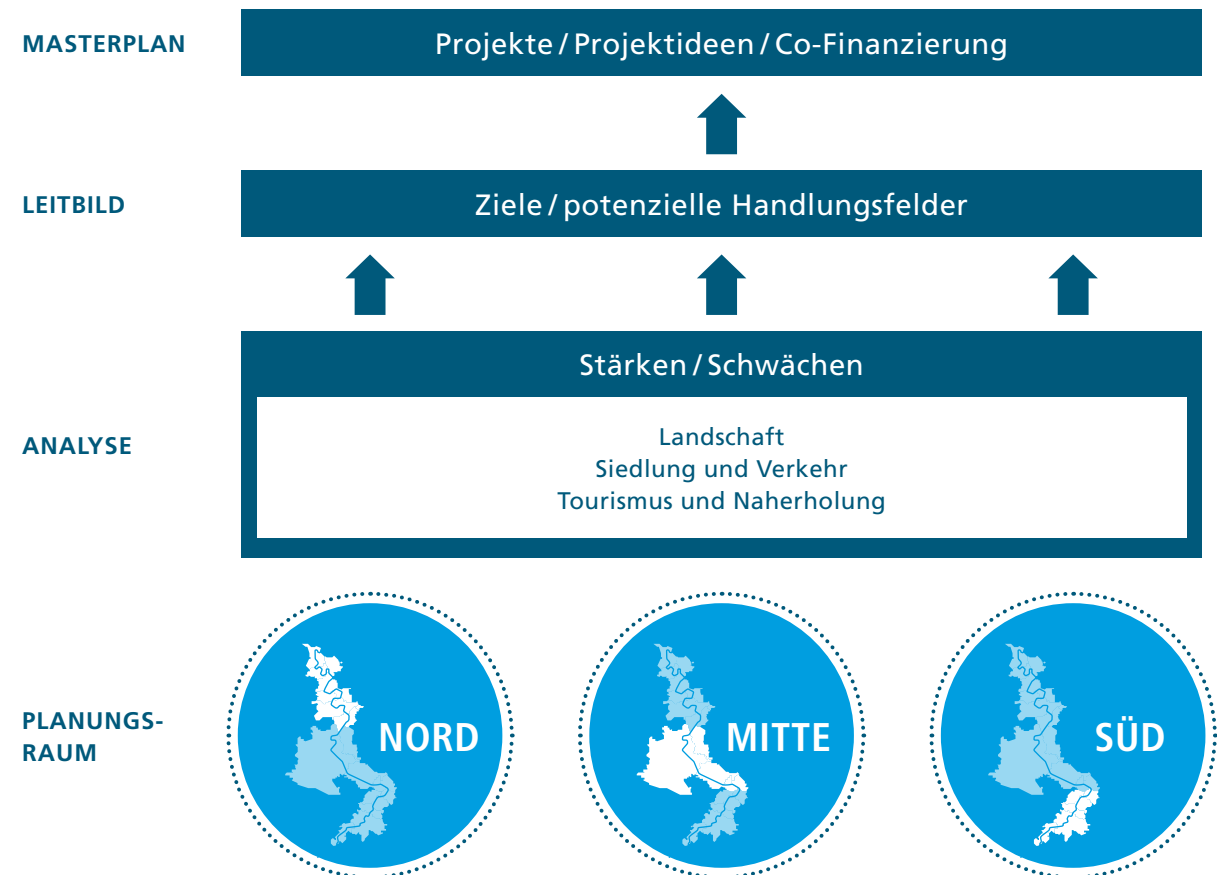 MASTERPLAN
Projekte / Projektideen / Co-Finanzierung
LEITBILD
Ziele / potenzielle Handlungsfelder
Stärken / Schwächen
ANALYSE
Landschaft
Siedlung und Verkehr
Tourismus und Naherholung
PLANUNGS-
RAUM
NORD
MITTE
SÜD